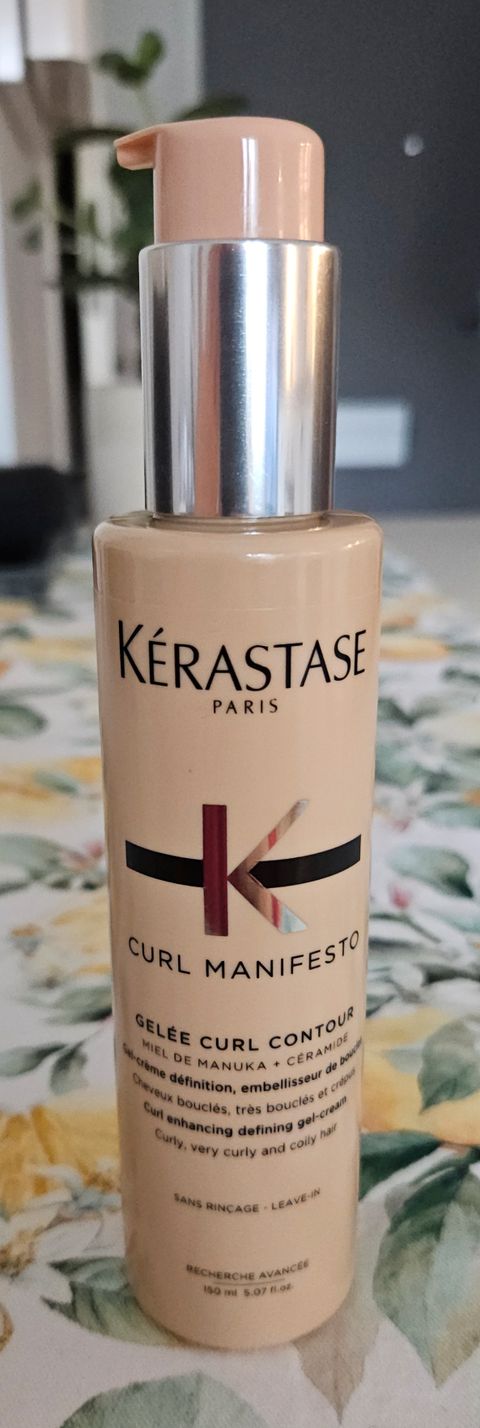 KÉRASTASE
PARIS
K
CURL MANIFESTO
GELÉE CURL CONTOUR
MIEL DE MANUKA + CÉRAMIDE
Gel-crème définition, embellisseur de boucles
Cheveux bouclés, très bouclés et crépus
Curl enhancing defining gel-cream
Curly, very curly and coily hair
SANS RINÇAGE - LEAVE-IN
RECHERCHE AVANCÉE
150 ml 5.07 fl.oz.